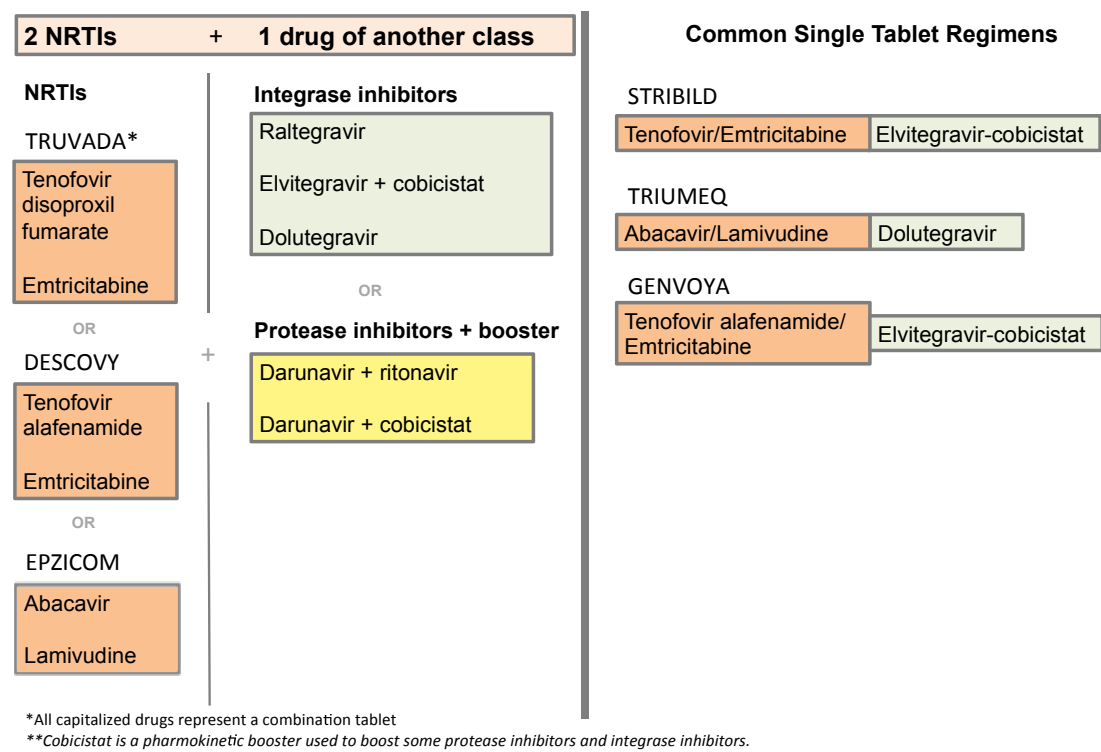 2 NRTIs + 1 drug of another class
NRTIs
TRUVADA*
Tenofovir
disoproxil
fumarate
Emtricitabine
OR
DESCOVY
Tenofovir
alafenamide
Emtricitabine
OR
EPZICOM
Abacavir
Lamivudine
+
Integrase inhibitors
Raltegravir
Elvitegravir + cobicistat
Dolutegravir
OR
Protease inhibitors + booster
Darunavir + ritonavir
Darunavir + cobicistat
Common Single Tablet Regimens
STRIBILD
Tenofovir/Emtricitabine Elvitegravir-cobicistat
TRIUMEQ
Abacavir/Lamivudine Dolutegravir
GENVOYA
Tenofovir alafenamide/
Emtricitabine
Elvitegravir-cobicistat
*All capitalized drugs represent a combination tablet
**Cobicistat is a pharmokinetic booster used to boost some protease inhibitors and integrase inhibitors.